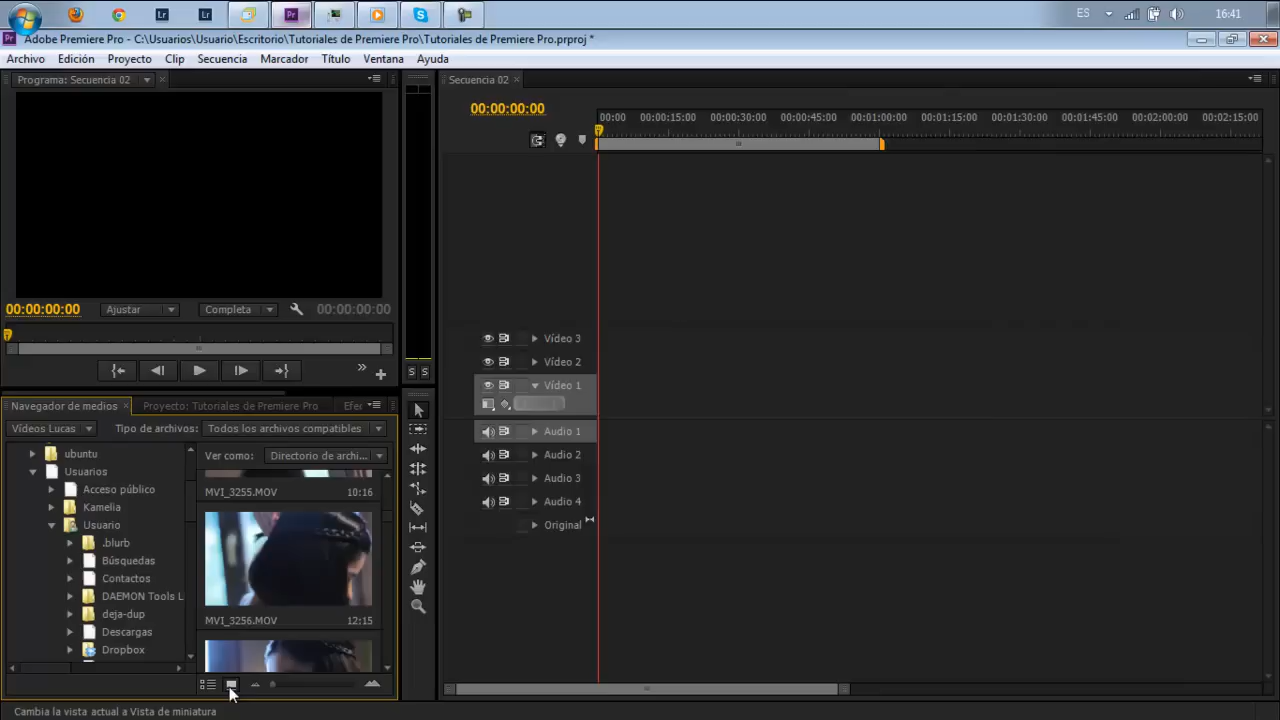 ES
16:41
Adobe Premiere Pro - C:\Usuarios\Usuario\Escritorio\Tutoriales de Premiere Pro\Tutoriales de Premiere Pro.prproj *
Archivo Edición Proyecto Clip Secuencia Marcador Título Ventana Ayuda
Programa: Secuencia 02
Secuencia 02
00:00:00:00
00:00 00:00:15:00 00:00:30:00 00:00:45:00 00:01:00:00 00:01:15:00 00:01:30:00 00:01:45:00 00:02:00:00 00:02:15:00
00:00:00:00 Ajustar Completa 00:00:00:00
Vídeo 3
Vídeo 2
Vídeo 1
Audio 1
Audio 2
Audio 3
Audio 4
Original
Navegador de medios Proyecto: Tutoriales de Premiere Pro Efe
Vídeos Lucas Tipo de archivos: Todos los archivos compatibles
Ver como: Directorio de archi...
ubuntu
Usuarios
Acceso público
Kamelia
Usuario
.blurb
Búsquedas
Contactos
DAEMON Tools L
deja-dup
Descargas
Dropbox
MVI_3255.MOV 10:16
MVI_3256.MOV 12:15
Cambia la vista actual a Vista de miniatura